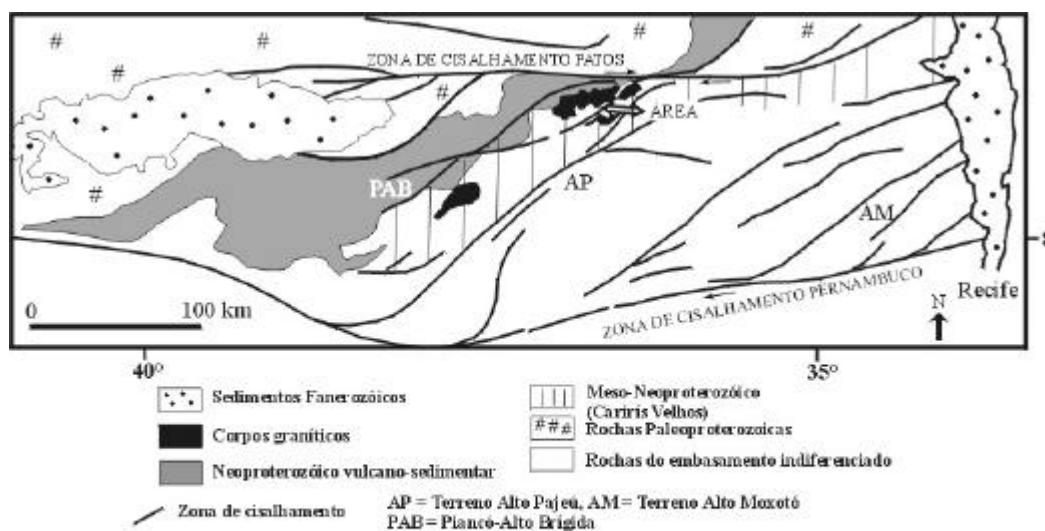 ZONA DE CISALHAMENTO PATOS
AREA
PAB
AP
AM
8
Recife
0 100 km
ZONA DE CISALHAMENTO PERNAMBUCO
N
40° 35°
Sedimentos Fanerozóicos
Corpos graníticos
Neoproterozóico vulcano-sedimentar
Zona de cisalhamento
Meso-Neoproterozóico
(Cariris Velhos)
Rochas Paleoproterozoicas
Rochas do embasamento indiferenciado
AP = Terreno Alto Pajeú, AM = Terreno Alto Moxotó
PAB = Piancó-Alto Brígida